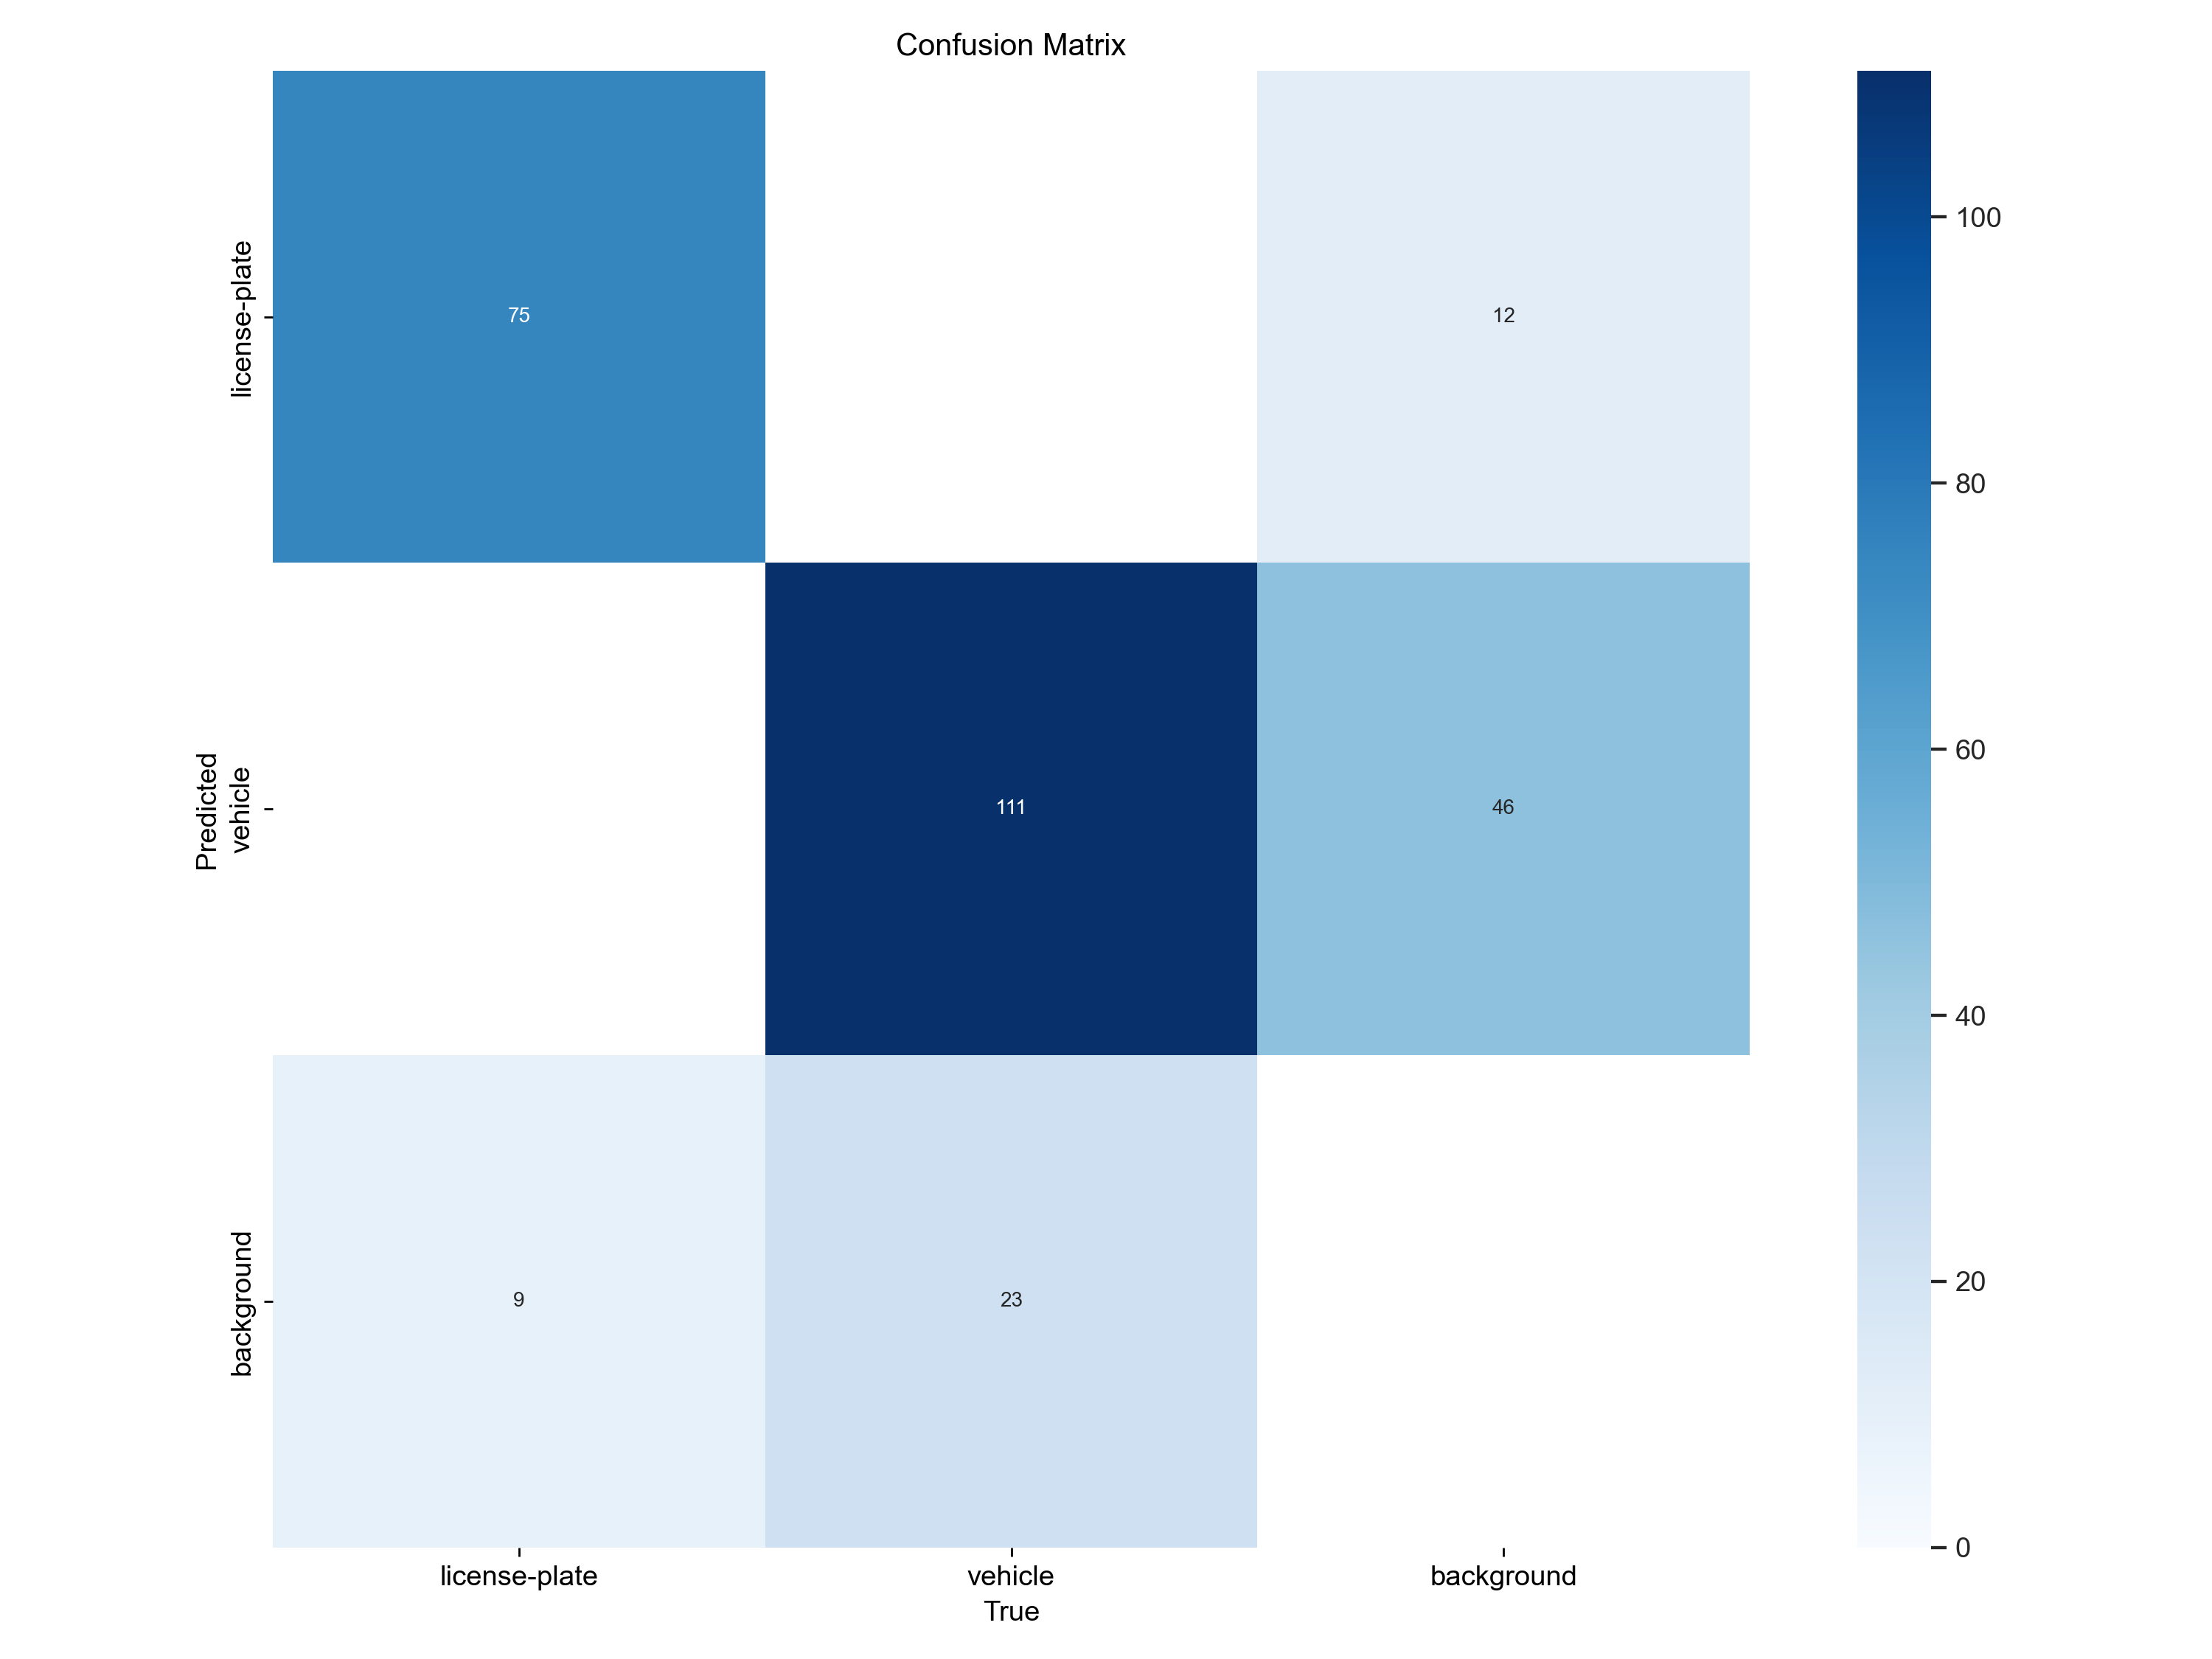 Confusion Matrix
license-plate
75
12
100
80
Predicted
vehicle
111
46
60
40
background
9
23
20
0
license-plate
vehicle
background
True